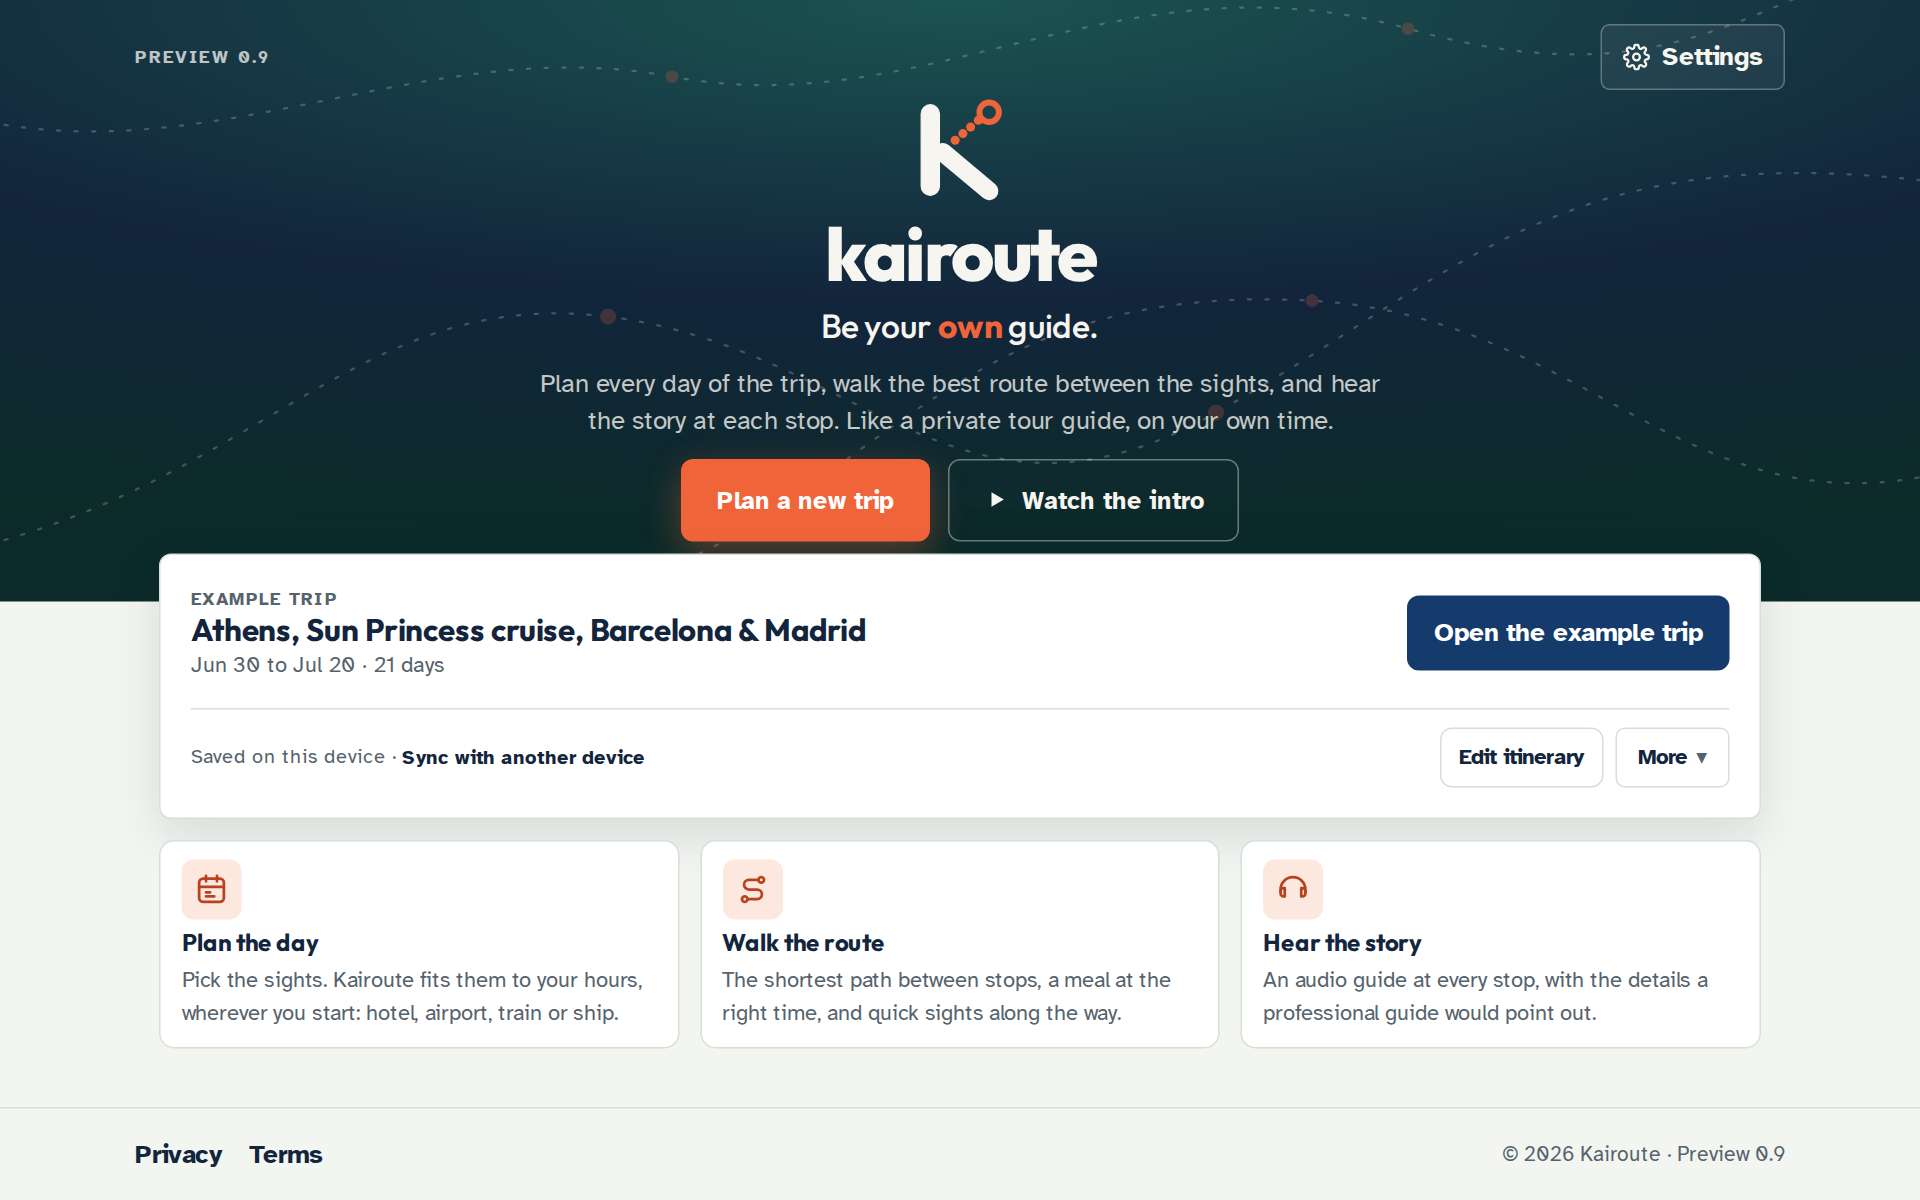 PREVIEW 0.9
Settings
kairoute
Be your own guide.
Plan every day of the trip, walk the best route between the sights, and hear
the story at each stop. Like a private tour guide, on your own time.
Plan a new trip
Watch the intro
EXAMPLE TRIP
Athens, Sun Princess cruise, Barcelona & Madrid
Jun 30 to Jul 20 · 21 days
Open the example trip
Saved on this device · Sync with another device
Edit itinerary
More ▾
Plan the day
Pick the sights. Kairoute fits them to your hours,
wherever you start: hotel, airport, train or ship.
Walk the route
The shortest path between stops, a meal at the
right time, and quick sights along the way.
Hear the story
An audio guide at every stop, with the details a
professional guide would point out.
Privacy
Terms
© 2026 Kairoute · Preview 0.9